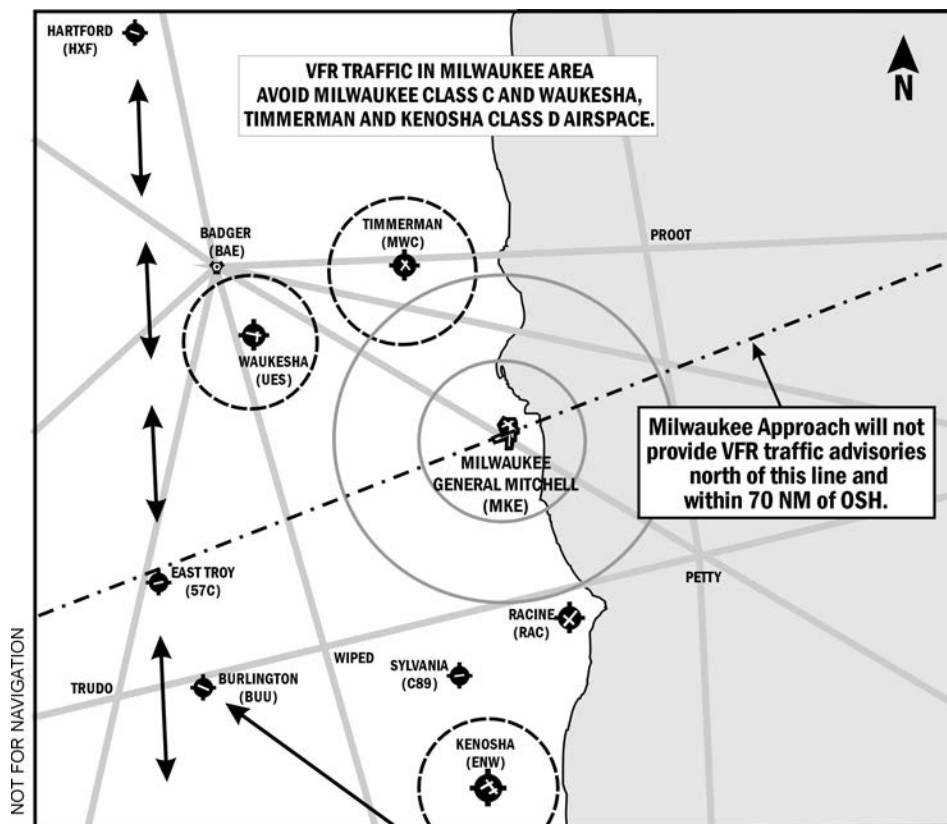 HARTFORD
(HXF)
VFR TRAFFIC IN MILWAUKEE AREA
AVOID MILWAUKEE CLASS C AND WAUKESHA,
TIMMERMAN AND KENOSHA CLASS D AIRSPACE.
N
TIMMERMAN
(MWC)
BADGER
(BAE)
PROOT
WAUKESHA
(UES)
Milwaukee Approach will not
provide VFR traffic advisories
north of this line and
within 70 NM of OSH.
MILWAUKEE
GENERAL MITCHELL
(MKE)
EAST TROY
(57C)
PETTY
RACINE
(RAC)
WIPED
SYLVANIA
(C89)
TRUDO
BURLINGTON
(BUU)
KENOSHA
(ENW)
NOT FOR NAVIGATION